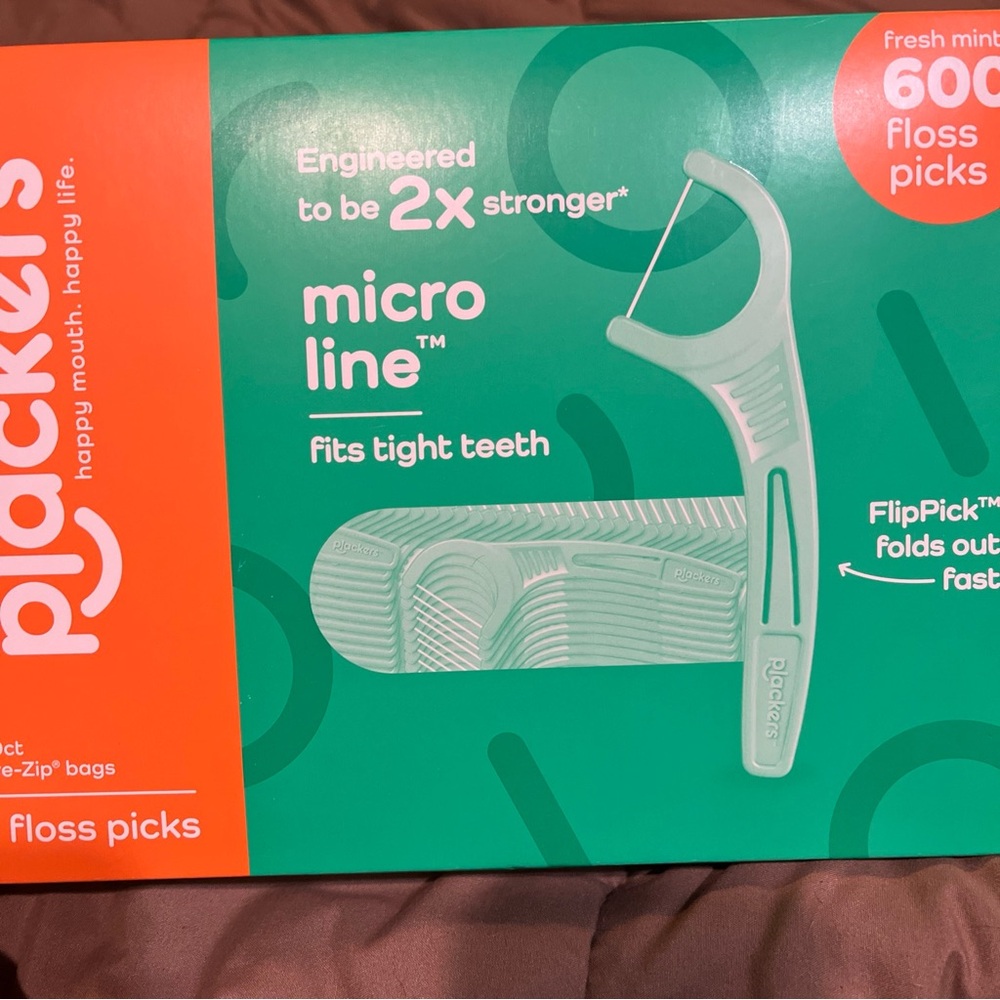 plackers
happy mouth. happy life.
floss picks
Engineered
to be 2x stronger*
micro
line™
fits tight teeth
fresh mint
600
floss
picks
FlipPick™
folds out
fast
plackers
plackers
plackers
bags